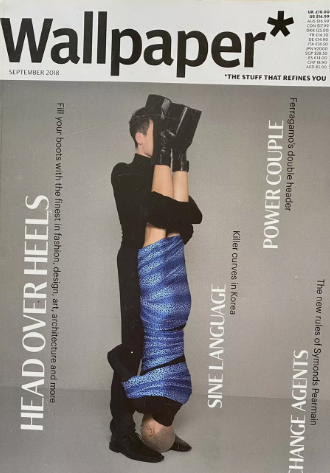 Wallpaper*
SEPTEMBER 2018
*THE STUFF THAT REFINES YOU
HEAD OVER HEELS
Fill your boots with the finest in fashion, design, art, architecture and more
SINE LANGUAGE
Killer curves in Korea
POWER COUPLE
Ferragamo's double header
CHANGE AGENTS
The new rules of Symonds Pearmain